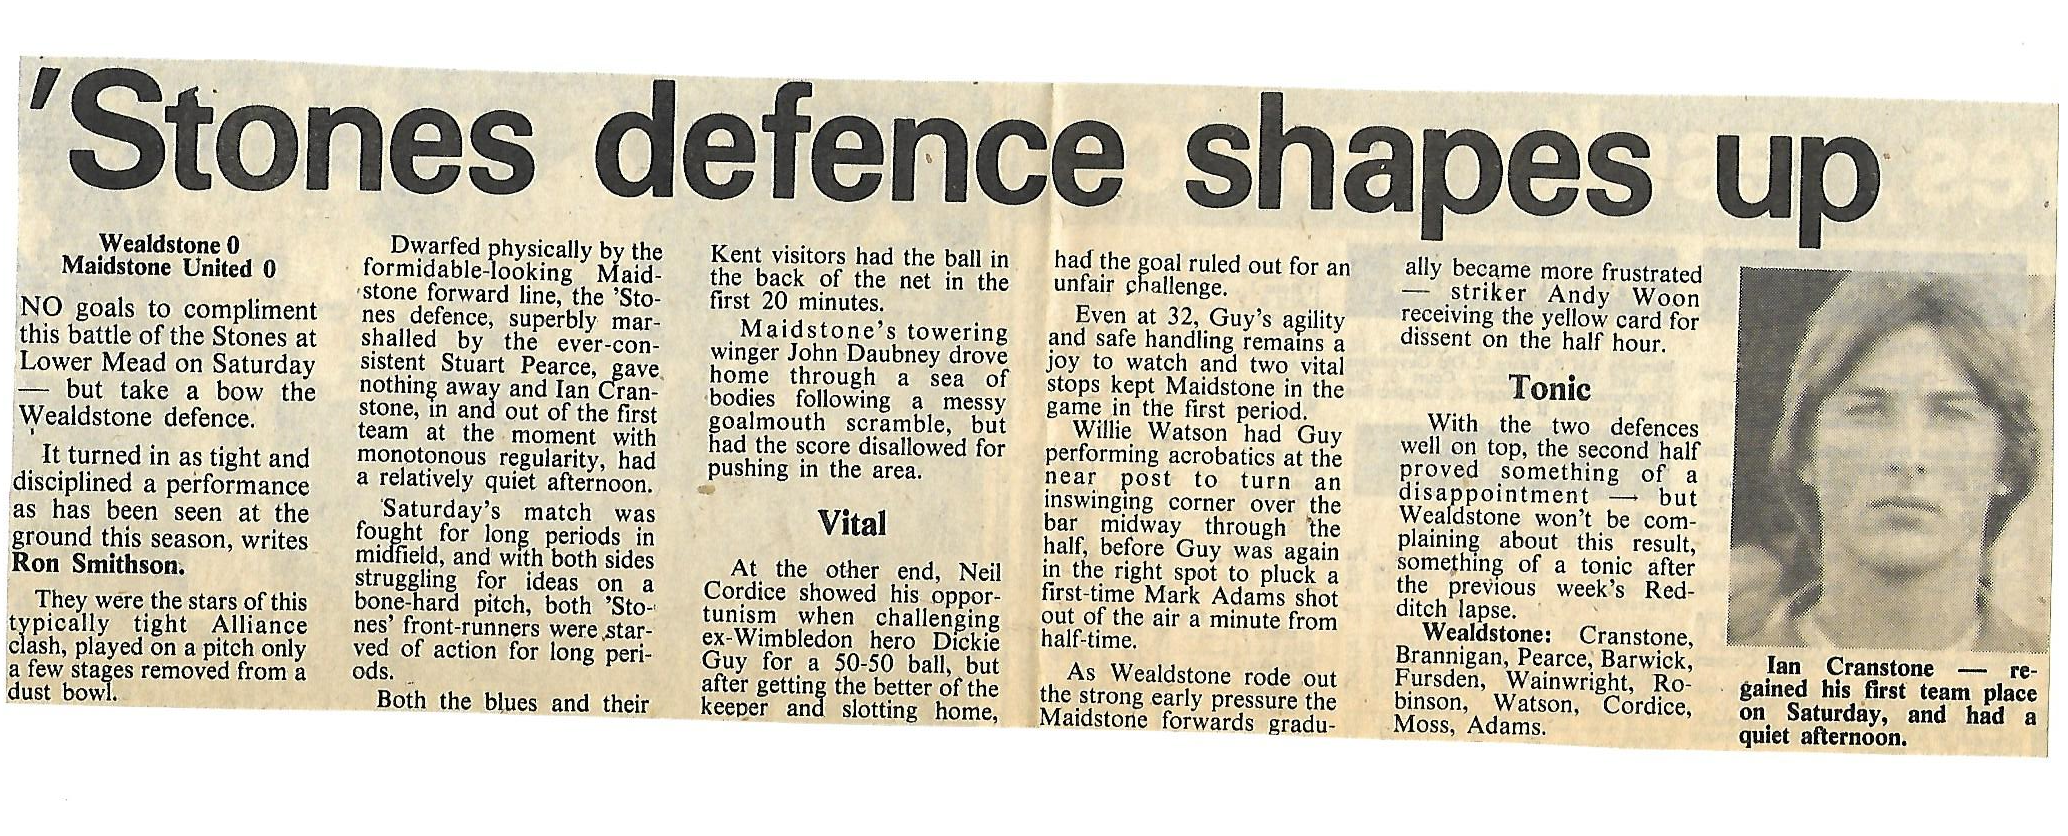 'Stones defence shapes up
Wealdstone 0
Maidstone United 0
NO goals to compliment
this battle of the Stones at
Lower Mead on Saturday
— but take a bow the
Wealdstone defence.
It turned in as tight and
disciplined a performance
as has been seen at the
ground this season, writes
Ron Smithson.
They were the stars of this
typically tight Alliance
clash, played on a pitch only
a few stages removed from a
dust bowl.
Dwarfed physically by the
formidable-looking Maid-
stone forward line, the 'Sto-
nes defence, superbly mar-
shalled by the ever-con-
sistent Stuart Pearce, gave
nothing away and Ian Cran-
stone, in and out of the first
team at the moment with
monotonous regularity, had
a relatively quiet afternoon.
Saturday's match was
fought for long periods in
midfield, and with both sides
struggling for ideas on a
bone-hard pitch, both 'Sto-
nes' front-runners were star-
ved of action for long peri-
ods.
Both the blues and their
Kent visitors had the ball in
the back of the net in the
first 20 minutes.
Maidstone's towering
winger John Daubney drove
home through a sea of
bodies following a messy
goalmouth scramble, but
had the score disallowed for
pushing in the area.
Vital
At the other end, Neil
Cordice showed his oppor-
tunism when challenging
ex-Wimbledon hero Dickie
Guy for a 50-50 ball, but
after getting the better of the
keeper and slotting home,
had the goal ruled out for an
unfair challenge.
Even at 32, Guy's agility
and safe handling remains a
joy to watch and two vital
stops kept Maidstone in the
game in the first period.
Willie Watson had Guy
performing acrobatics at the
near post to turn an
inswinging corner over the
bar midway through the
half, before Guy was again
in the right spot to pluck a
first-time Mark Adams shot
out of the air a minute from
half-time.
As Wealdstone rode out
the strong early pressure the
Maidstone forwards gradu-
ally became more frustrated
— striker Andy Woon
receiving the yellow card for
dissent on the half hour.
Tonic
With the two defences
well on top, the second half
proved something of a
disappointment — but
Wealdstone won't be com-
plaining about this result,
something of a tonic after
the previous week's Red-
ditch lapse.
Wealdstone: Cranstone,
Brannigan, Pearce, Barwick,
Fursden, Wainwright, Ro-
binson, Watson, Cordice,
Moss, Adams.
Ian Cranstone — re-
gained his first team place
on Saturday, and had a
quiet afternoon.